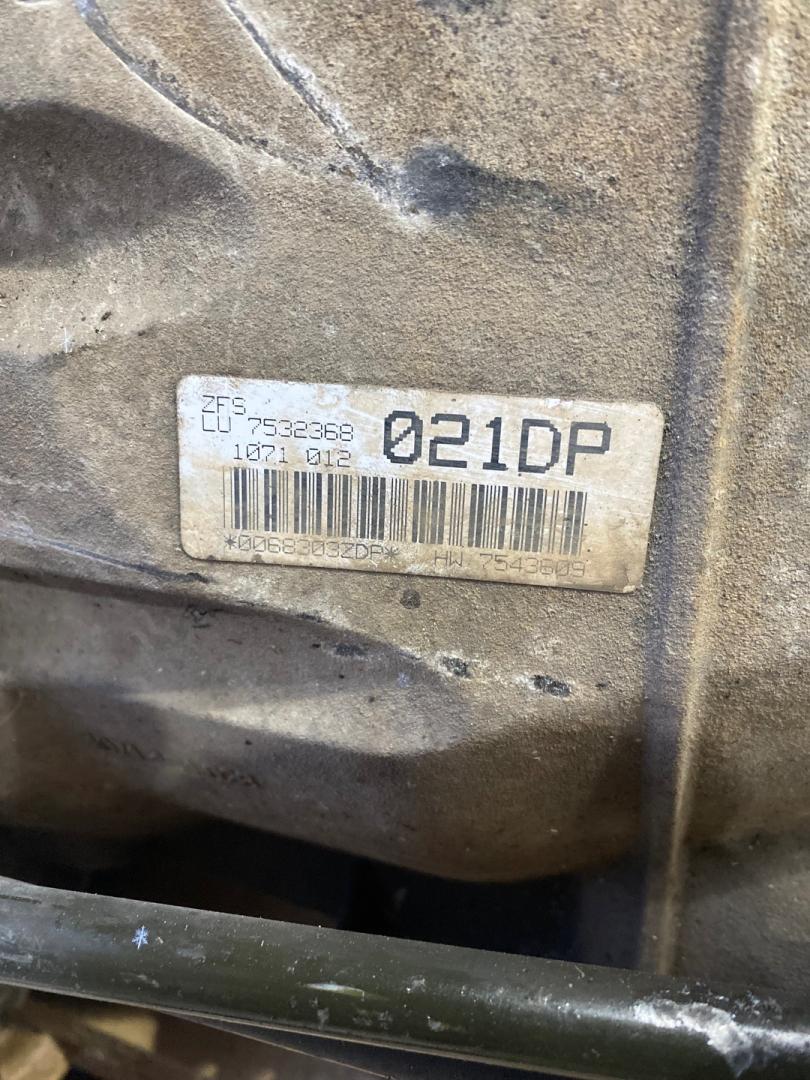 ZFS
LU 7532368 021DP
1071 012
*0068303ZDP* HW 7543609